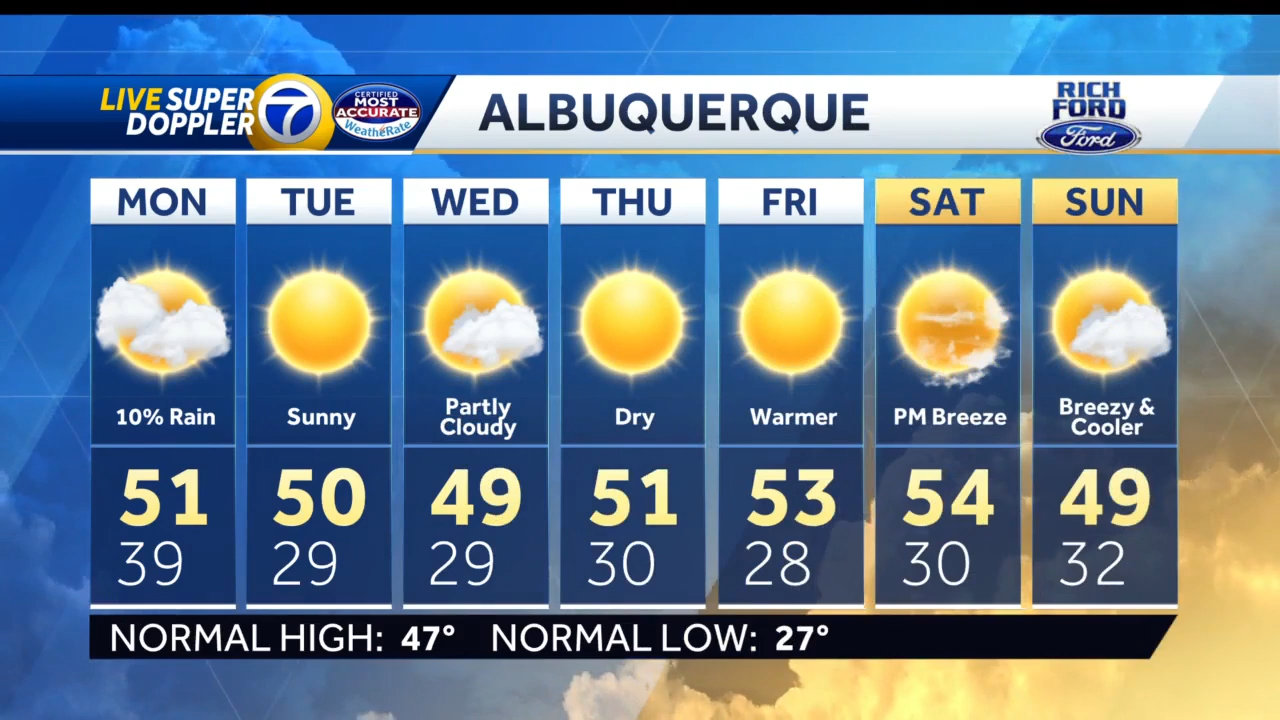 LIVE SUPER
DOPPLER
7
CERTIFIED
MOST
ACCURATE
WeatheRate
ALBUQUERQUE
RICH
FORD
Ford
MON TUE WED THU FRI SAT SUN
10% Rain
Sunny
Partly
Cloudy
Dry
Warmer
PM Breeze
Breezy &
Cooler
51 50 49 51 53 54 49
39 29 29 30 28 30 32
NORMAL HIGH: 47° NORMAL LOW: 27°